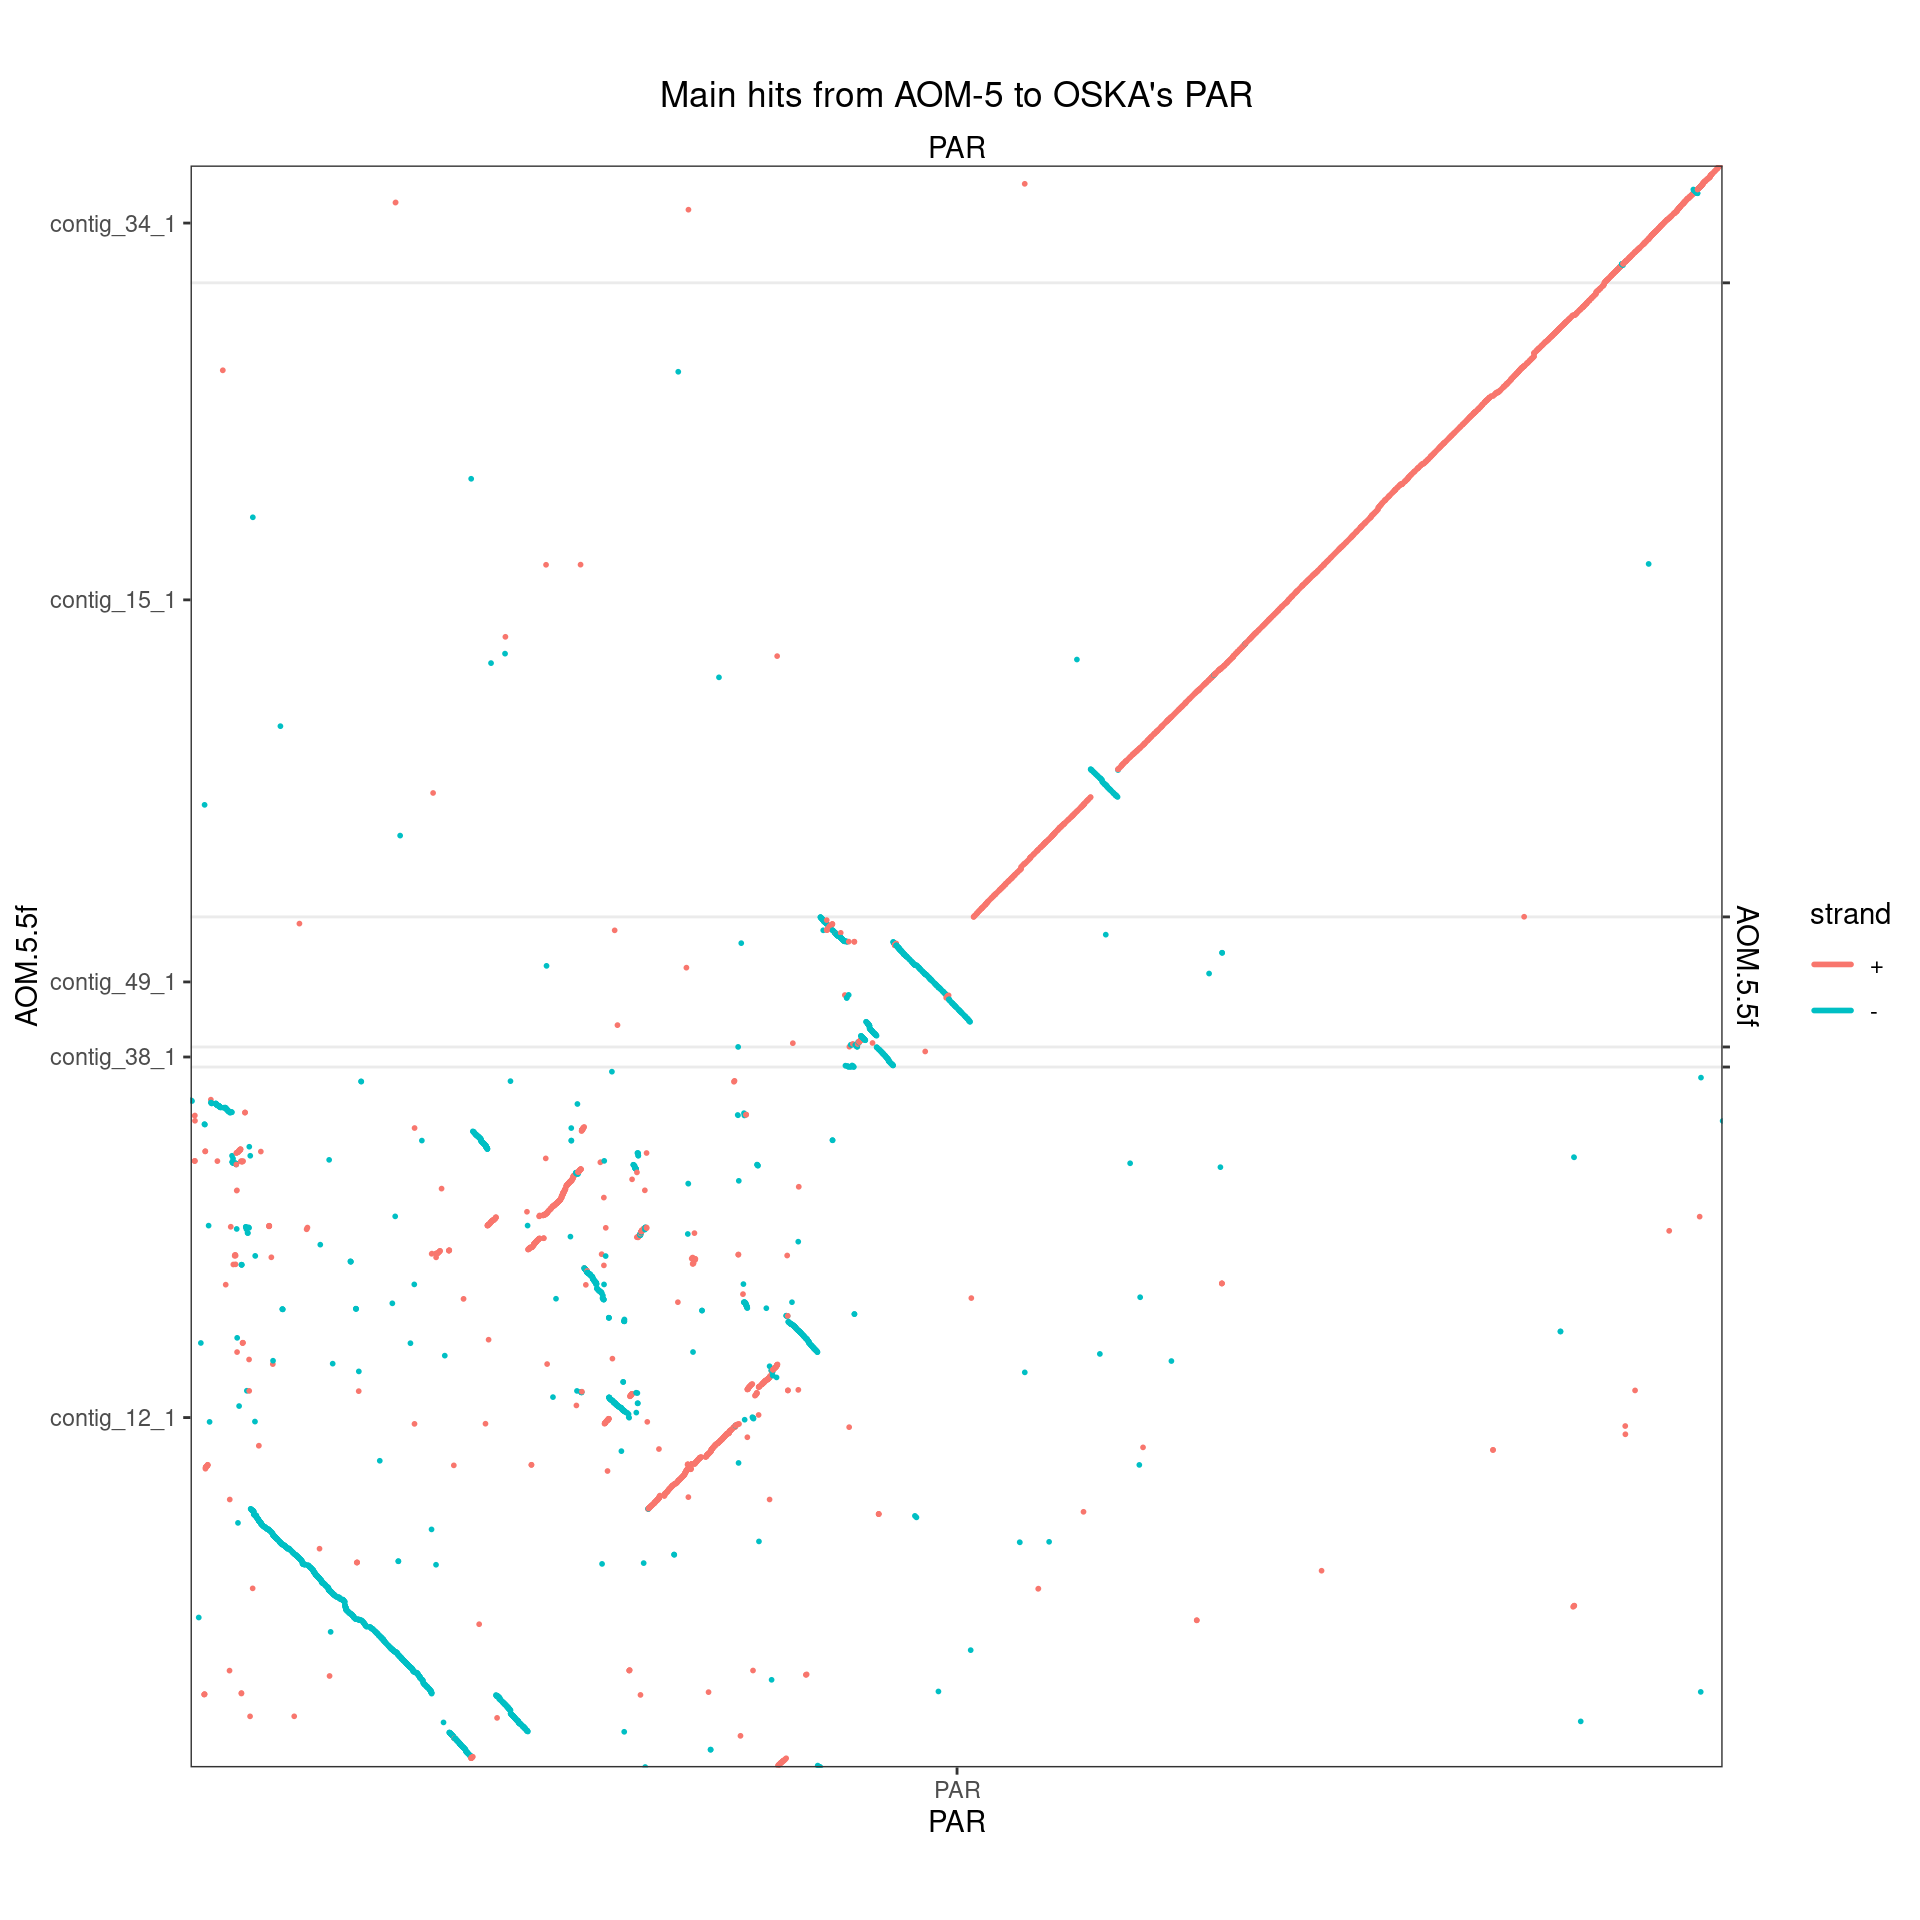 Main hits from AOM-5 to OSKA's PAR
PAR
contig_34_1
contig_15_1
contig_49_1
contig_38_1
contig_12_1
AOM.5.5f
AOM.5.5f
strand
+
-
PAR
PAR